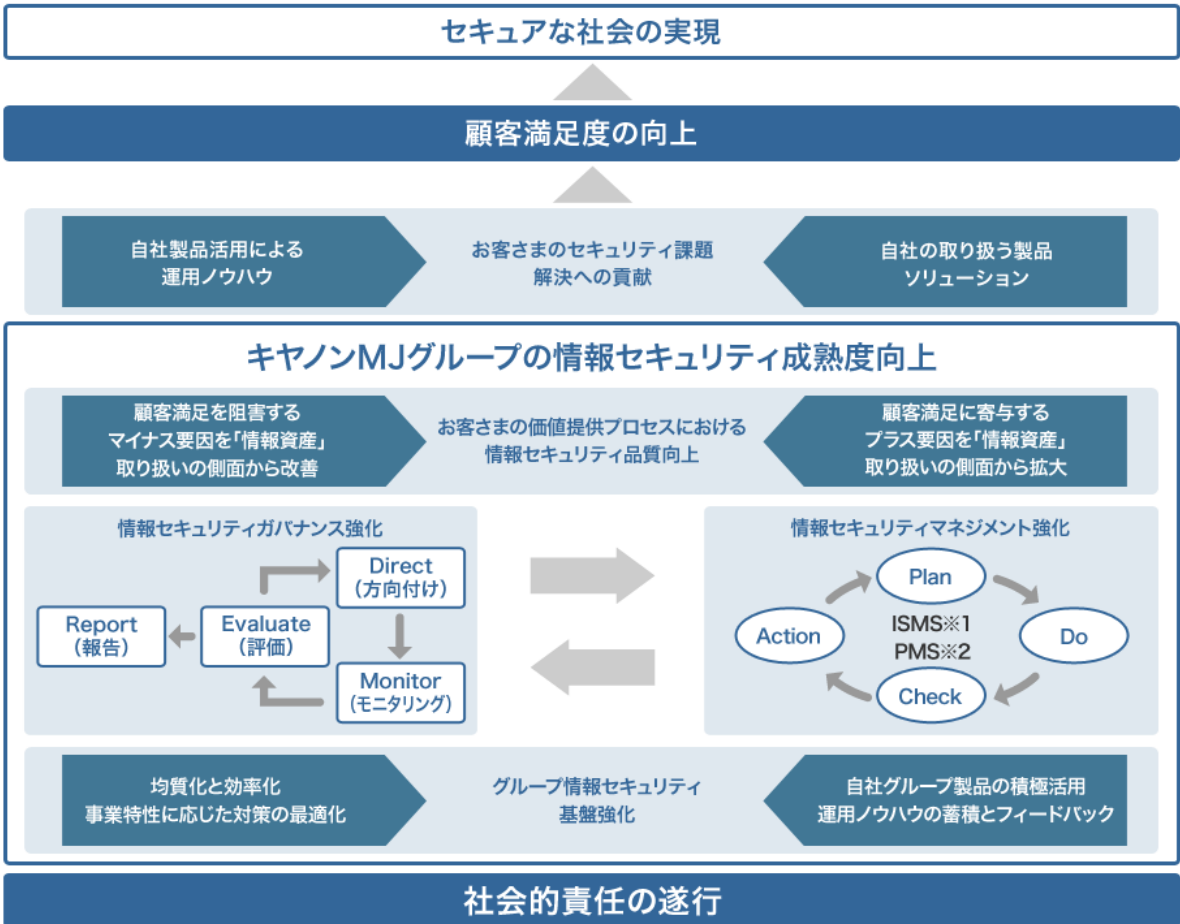 セキュアな社会の実現
顧客満足度の向上
自社製品活用による
運用ノウハウ
お客さまのセキュリティ課題
解決への貢献
自社の取り扱う製品
ソリューション
キヤノンMJグループの情報セキュリティ成熟度向上
顧客満足を阻害する
マイナス要因を「情報資産」
取り扱いの側面から改善
お客さまの価値提供プロセスにおける
情報セキュリティ品質向上
顧客満足に寄与する
プラス要因を「情報資産」
取り扱いの側面から拡大
情報セキュリティガバナンス強化
Direct
(方向付け)
Report
(報告)
Evaluate
(評価)
Monitor
(モニタリング)
情報セキュリティマネジメント強化
Plan
Action
ISMS※1
PMS※2
Do
Check
均質化と効率化
事業特性に応じた対策の最適化
グループ情報セキュリティ
基盤強化
自社グループ製品の積極活用
運用ノウハウの蓄積とフィードバック
社会的責任の遂行